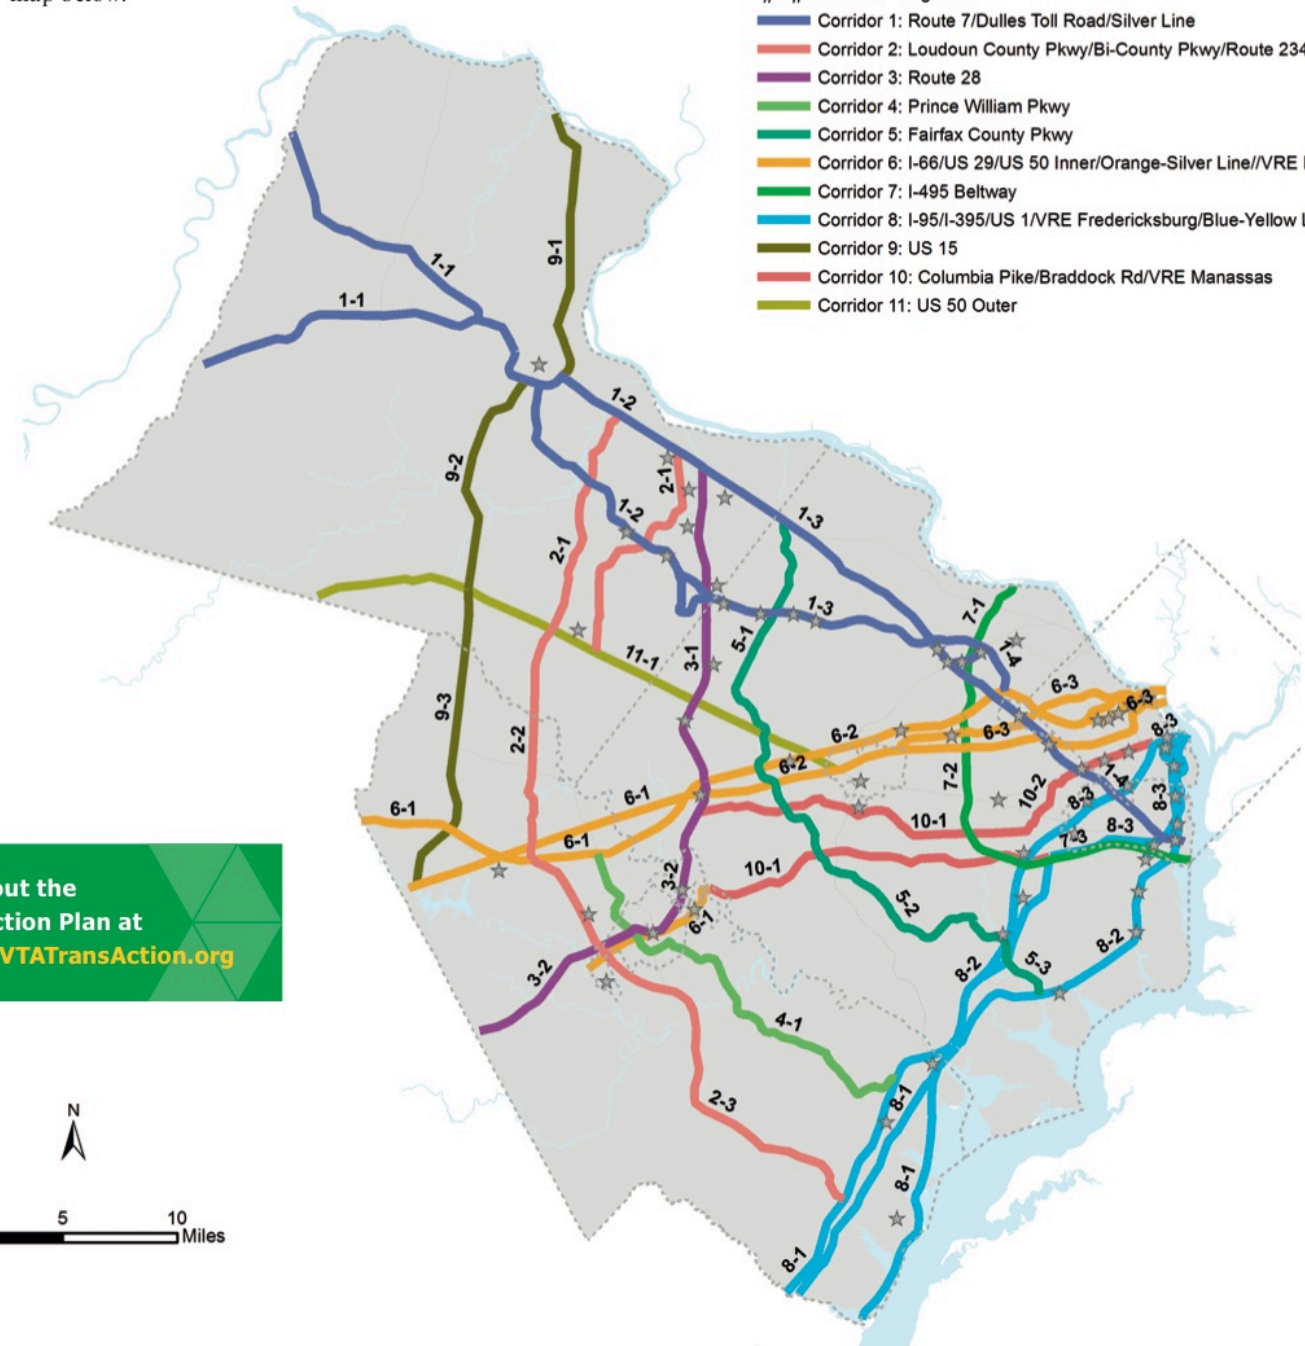 map below.
Corridor 1: Route 7/Dulles Toll Road/Silver Line
Corridor 2: Loudoun County Pkwy/Bi-County Pkwy/Route 234
Corridor 3: Route 28
Corridor 4: Prince William Pkwy
Corridor 5: Fairfax County Pkwy
Corridor 6: I-66/US 29/US 50 Inner/Orange-Silver Line//VRE
Corridor 7: I-495 Beltway
Corridor 8: I-95/I-395/US 1/VRE Fredericksburg/Blue-Yellow
Corridor 9: US 15
Corridor 10: Columbia Pike/Braddock Rd/VRE Manassas
Corridor 11: US 50 Outer
9-1
1-1
1-1
1-2
9-2
2-1
1-2
1-3
2-1
1-3
7-1
5-1
11-1
3-1
1-4
6-3
6-3
9-3
2-2
6-2
6-3
8-3
6-2
7-2
1-4
10-2
8-3
8-3
6-1
6-1
10-1
8-3
7-3
6-1
10-1
3-2
5-2
6-1
8-2
3-2
8-2
5-3
4-1
2-3
8-1
8-1
8-1
out the
ction Plan at
VTATransAction.org
N
5
10
Miles